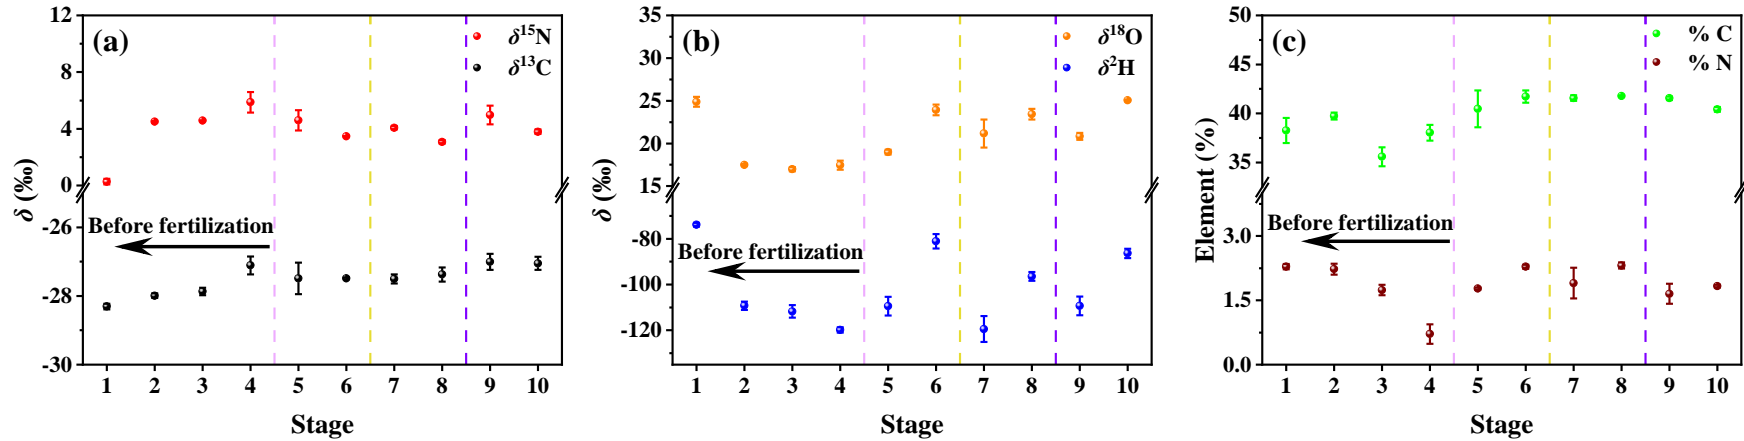 (a)
δ¹⁵N
δ¹³C
12
8
4
0
-26
-28
-30
δ (‰)
Before fertilization
1 2 3 4 5 6 7 8 9 10
Stage
(b)
δ¹⁸O
δ²H
35
30
25
20
15
-80
-100
-120
δ (‰)
Before fertilization
1 2 3 4 5 6 7 8 9 10
Stage
(c)
% C
% N
50
45
40
35
3.0
1.5
0.0
Element (%)
Before fertilization
1 2 3 4 5 6 7 8 9 10
Stage